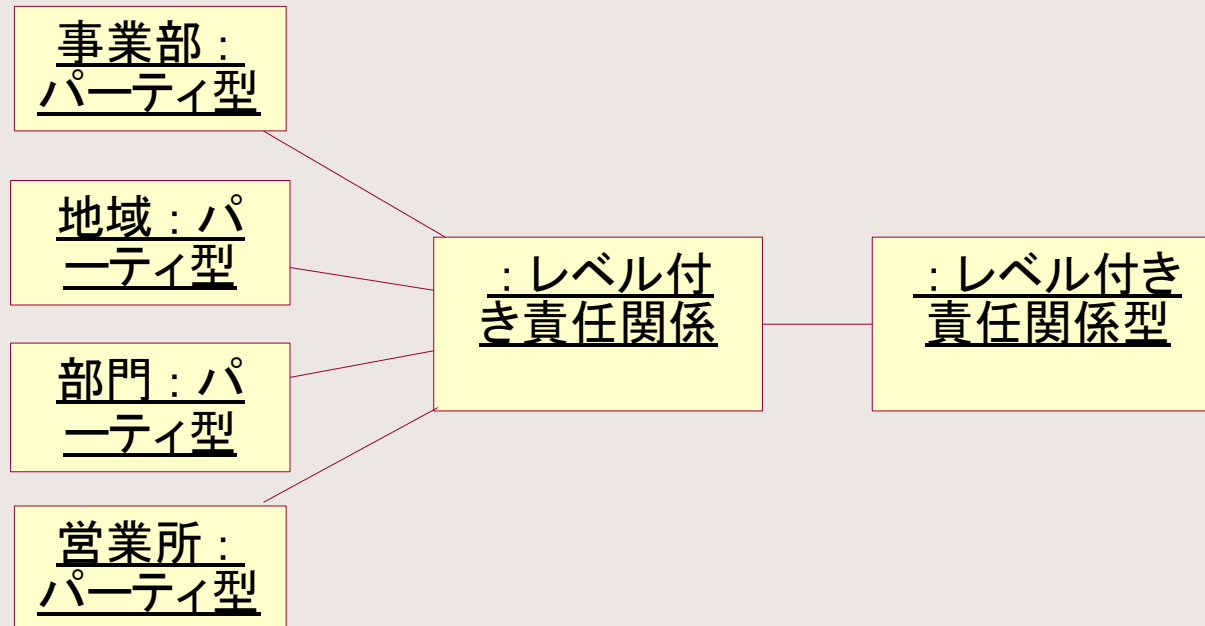 事業部：
パーティ型
地域：パ
ーティ型
部門：パ
ーティ型
営業所：
パーティ型
：レベル付
き責任関係
：レベル付き
責任関係型